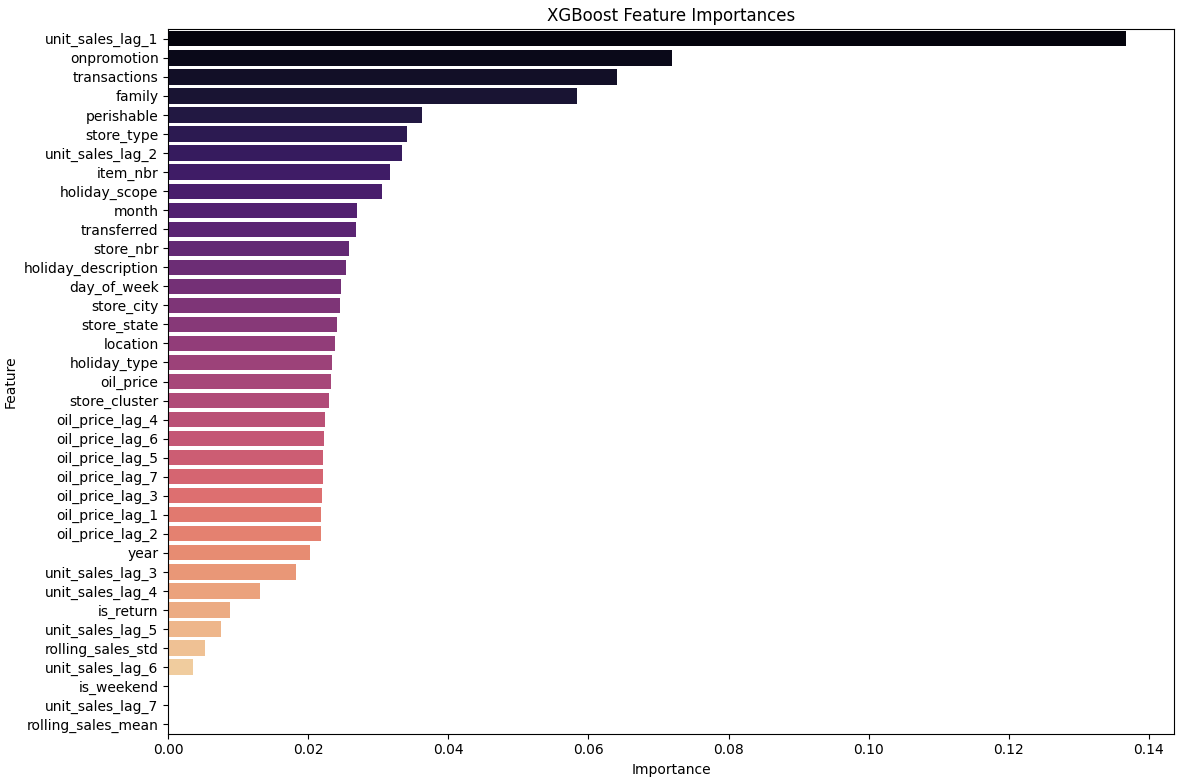 XGBoost Feature Importances
unit_sales_lag_1
onpromotion
transactions
family
perishable
store_type
unit_sales_lag_2
item_nbr
holiday_scope
month
transferred
store_nbr
holiday_description
day_of_week
store_city
store_state
location
holiday_type
oil_price
store_cluster
oil_price_lag_4
oil_price_lag_6
oil_price_lag_5
oil_price_lag_7
oil_price_lag_3
oil_price_lag_1
oil_price_lag_2
year
unit_sales_lag_3
unit_sales_lag_4
is_return
unit_sales_lag_5
rolling_sales_std
unit_sales_lag_6
is_weekend
unit_sales_lag_7
rolling_sales_mean
Feature
0.00 0.02 0.04 0.06 0.08 0.10 0.12 0.14
Importance